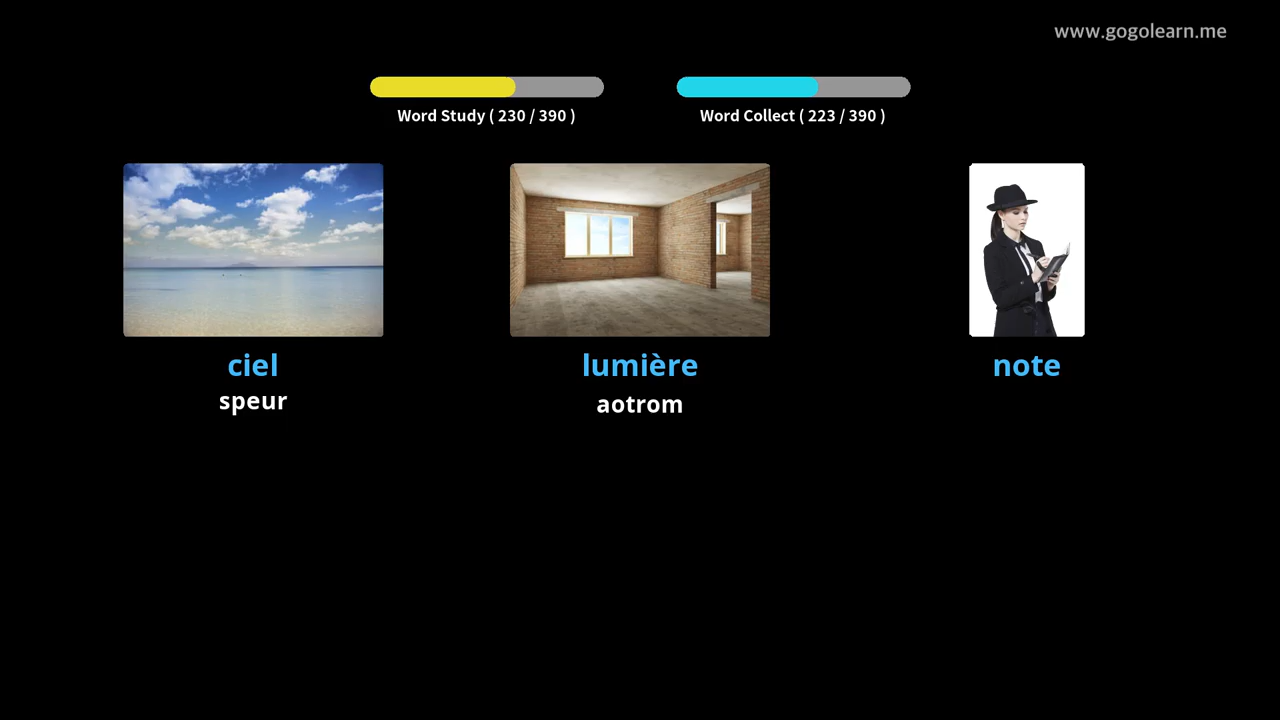 www.gogolearn.me
Word Study ( 230 / 390 )
Word Collect ( 223 / 390 )
ciel
lumière
note
speur
aotrom